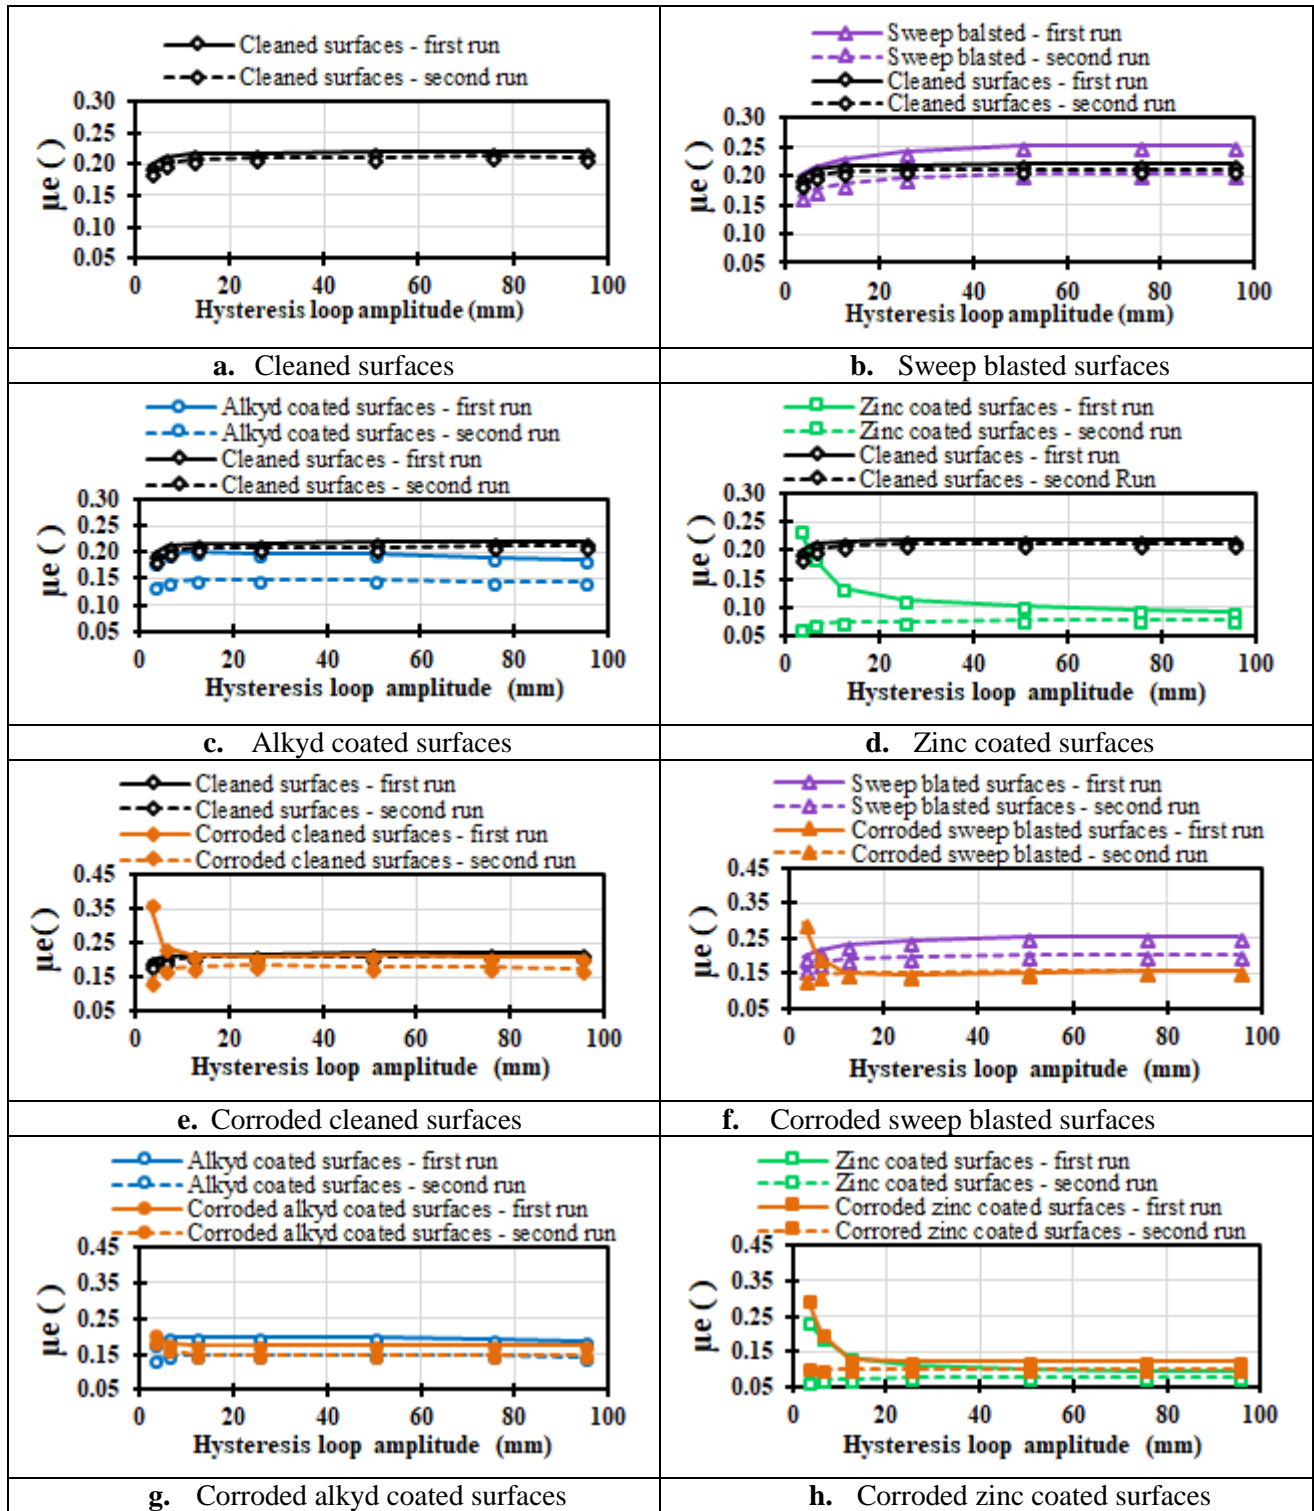 Cleaned surfaces - first run
Cleaned surfaces - second run
0.30
0.25
0.20
0.15
0.10
0.05
μe ( )
0 20 40 60 80 100
Hysteresis loop amplitude (mm)
a. Cleaned surfaces
Sweep balsted - first run
Sweep blasted - second run
Cleaned surfaces - first run
Cleaned surfaces - second run
0.30
0.25
0.20
0.15
0.10
0.05
μe ( )
0 20 40 60 80 100
Hysteresis loop amplitude (mm)
b. Sweep blasted surfaces
Alkyd coated surfaces - first run
Alkyd coated surfaces - second run
Cleaned surfaces - first run
Cleaned surfaces - second run
0.30
0.25
0.20
0.15
0.10
0.05
μe ( )
0 20 40 60 80 100
Hysteresis loop amplitude (mm)
c. Alkyd coated surfaces
Zinc coated surfaces - first run
Zinc coated surfaces - second run
Cleaned surfaces - first run
Cleaned surfaces - second Run
0.30
0.25
0.20
0.15
0.10
0.05
μe ( )
0 20 40 60 80 100
Hysteresis loop amplitude (mm)
d. Zinc coated surfaces
Cleaned surfaces - first run
Cleaned surfaces - second run
Corroded cleaned surfaces - first run
Corroded cleaned surfaces - second run
0.45
0.35
0.25
0.15
0.05
μe( )
0 20 40 60 80 100
Hysteresis loop amplitude (mm)
e. Corroded cleaned surfaces
Sweep blated surfaces - first run
Sweep blasted surfaces - second run
Corroded sweep blasted surfaces - first run
Corroded sweep blasted - second run
0.45
0.35
0.25
0.15
0.05
μe ( )
0 20 40 60 80 100
Hysteresis loop amplitude (mm)
f. Corroded sweep blasted surfaces
Alkyd coated surfaces - first run
Alkyd coated surfaces - second run
Corroded alkyd coated surfaces - first run
Corroded alkyd coated surfaces - second run
0.45
0.35
0.25
0.15
0.05
μe ( )
0 20 40 60 80 100
Hysteresis loop amplitude (mm)
g. Corroded alkyd coated surfaces
Zinc coated surfaces - first run
Zinc coated surfaces - second run
Corroded zinc coated surfaces - first run
Corrored zinc coated surfaces - second run
0.45
0.35
0.25
0.15
0.05
μe ( )
0 20 40 60 80 100
Hysteresis loop amplitude (mm)
h. Corroded zinc coated surfaces